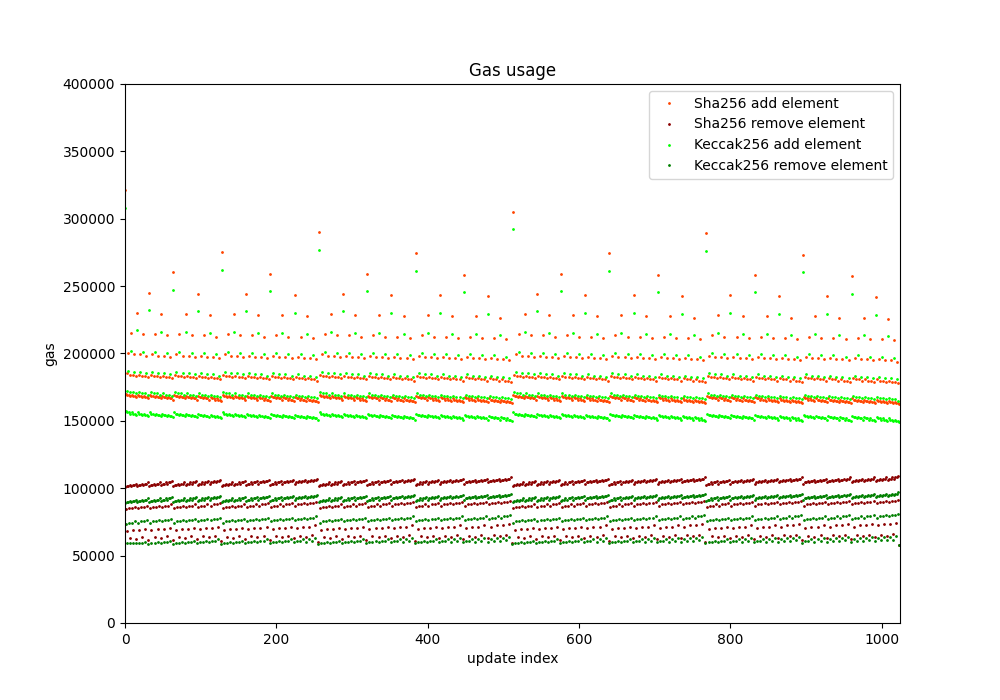 Gas usage
400000
350000
300000
250000
200000
150000
100000
50000
0
gas
Sha256 add element
Sha256 remove element
Keccak256 add element
Keccak256 remove element
0 200 400 600 800 1000
update index